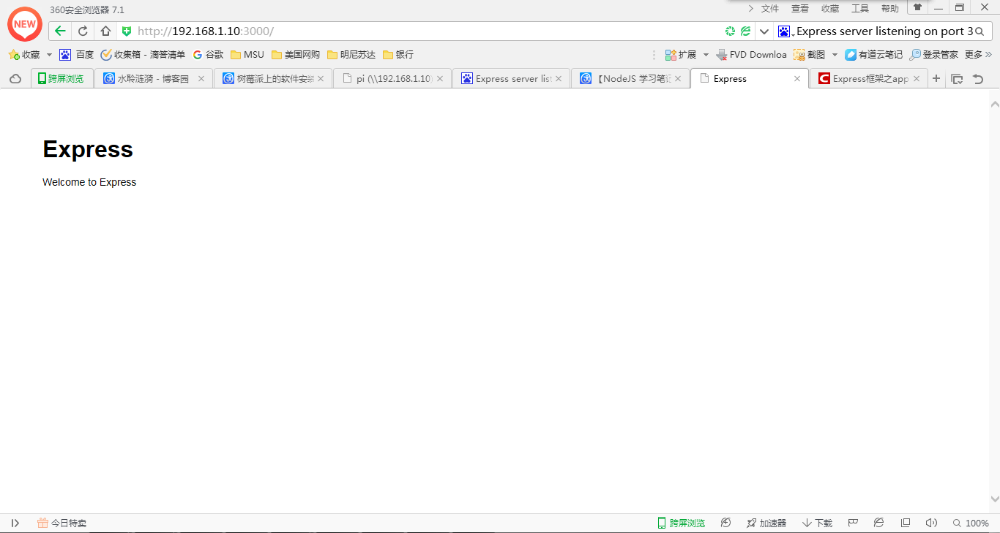 360安全浏览器 7.1
文件 查看 收藏 工具 帮助
NEW
http://192.168.1.10:3000/
Express server listening on port 3
收藏 百度 收集箱 - 滴答清单 谷歌 MSU 美国网购 明尼苏达 银行 扩展 FVD Downloa 截图 有道云笔记 登录管家 更多 »
跨屏浏览 水聆涟漪 - 博客园 树莓派上的软件安装 pi (\\192.168.1.10) Express server list 【NodeJS 学习笔记 Express Express框架之app
Express
Welcome to Express
今日特卖 跨屏浏览 加速器 下载 100%